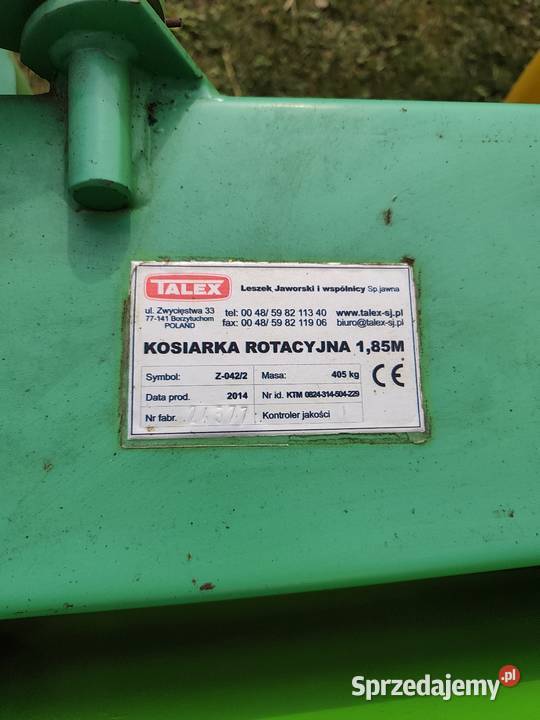 TALEX Leszek Jaworski i wspólnicy Sp.jawna
ul. Zwycięstwa 33 tel: 00 48/ 59 82 113 40 www.talex-sj.pl
77-141 Borzytuchom fax: 00 48/ 59 82 119 06 biuro@talex-sj.pl
POLAND
KOSIARKA ROTACYJNA 1,85M
Symbol: Z-042/2 Masa: 405 kg CE
Data prod. 2014 Nr id. KTM 0824-314-504-229
Nr fabr. Kontroler jakości
Sprzedajemy.pl